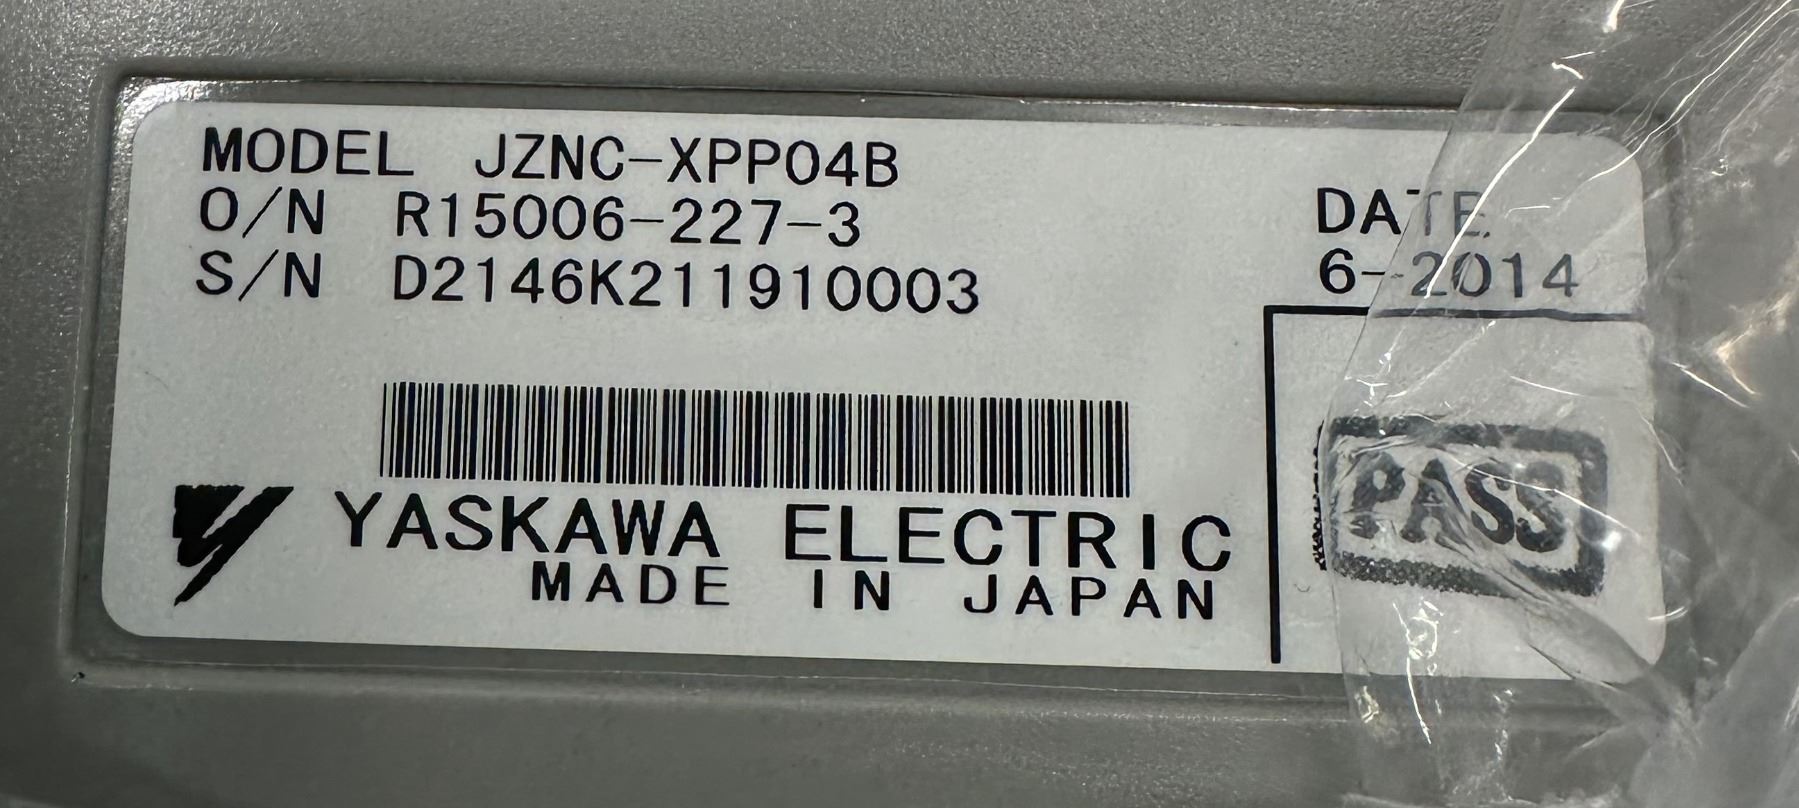 MODEL JZNC-XPP04B
O/N R15006-227-3
S/N D2146K211910003
DATE
6-2014
PASS
YASKAWA ELECTRIC
MADE IN JAPAN